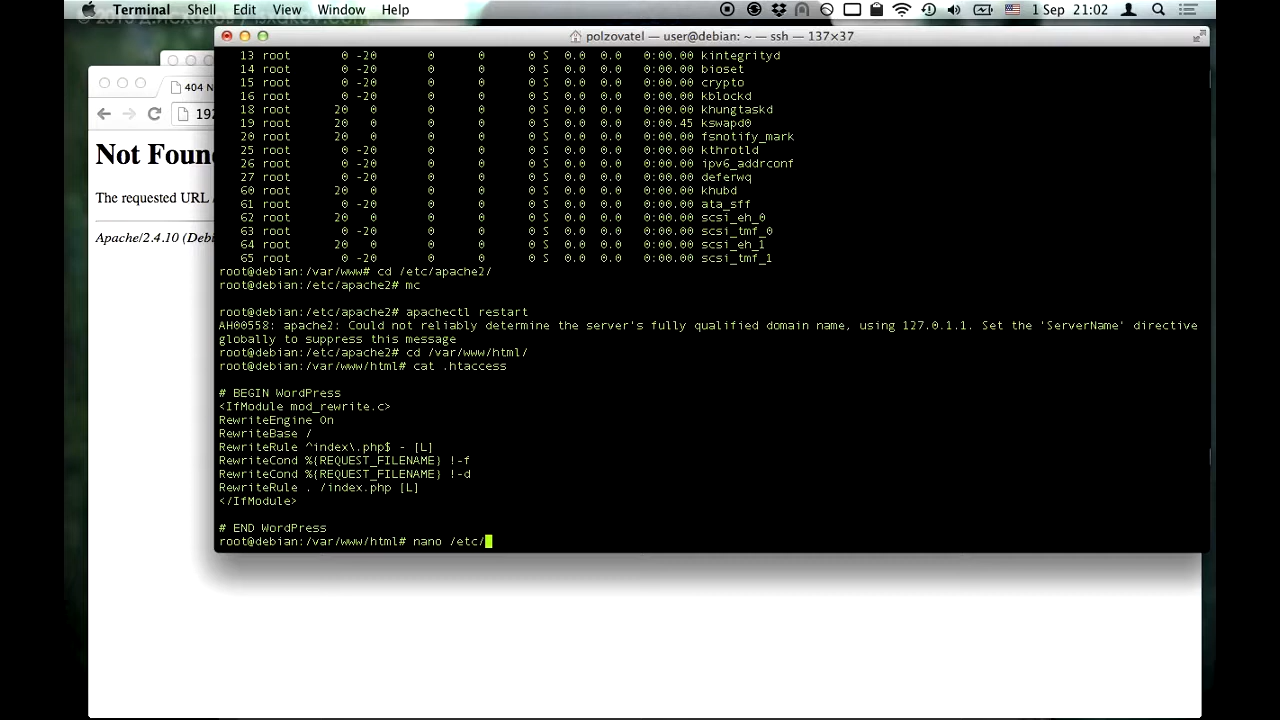 Terminal Shell Edit View Window Help 1 Sep 21:02
polzovatel — user@debian: ~ — ssh — 137×37
13 root 0 -20 0 0 0 S 0.0 0.0 0:00.00 kintegrityd
14 root 0 -20 0 0 0 S 0.0 0.0 0:00.00 bioset
15 root 0 -20 0 0 0 S 0.0 0.0 0:00.00 crypto
16 root 0 -20 0 0 0 S 0.0 0.0 0:00.00 kblockd
18 root 20 0 0 0 0 S 0.0 0.0 0:00.00 khungtaskd
19 root 20 0 0 0 0 S 0.0 0.0 0:00.45 kswapd0
20 root 20 0 0 0 0 S 0.0 0.0 0:00.00 fsnotify_mark
25 root 0 -20 0 0 0 S 0.0 0.0 0:00.00 kthrotld
26 root 0 -20 0 0 0 S 0.0 0.0 0:00.00 ipv6_addrconf
27 root 0 -20 0 0 0 S 0.0 0.0 0:00.00 deferwq
60 root 20 0 0 0 0 S 0.0 0.0 0:00.00 khubd
61 root 0 -20 0 0 0 S 0.0 0.0 0:00.00 ata_sff
62 root 20 0 0 0 0 S 0.0 0.0 0:00.00 scsi_eh_0
63 root 0 -20 0 0 0 S 0.0 0.0 0:00.00 scsi_tmf_0
64 root 20 0 0 0 0 S 0.0 0.0 0:00.00 scsi_eh_1
65 root 0 -20 0 0 0 S 0.0 0.0 0:00.00 scsi_tmf_1
root@debian:/var/www# cd /etc/apache2/
root@debian:/etc/apache2# mc
root@debian:/etc/apache2# apachectl restart
AH00558: apache2: Could not reliably determine the server's fully qualified domain name, using 127.0.1.1. Set the 'ServerName' directive
globally to suppress this message
root@debian:/etc/apache2# cd /var/www/html/
root@debian:/var/www/html# cat .htaccess
# BEGIN WordPress
<IfModule mod_rewrite.c>
RewriteEngine On
RewriteBase /
RewriteRule ^index\.php$ - [L]
RewriteCond %{REQUEST_FILENAME} !-f
RewriteCond %{REQUEST_FILENAME} !-d
RewriteRule . /index.php [L]
</IfModule>
# END WordPress
root@debian:/var/www/html# nano /etc/
404 N
192
Not Foun
The requested URL
Apache/2.4.10 (Debi